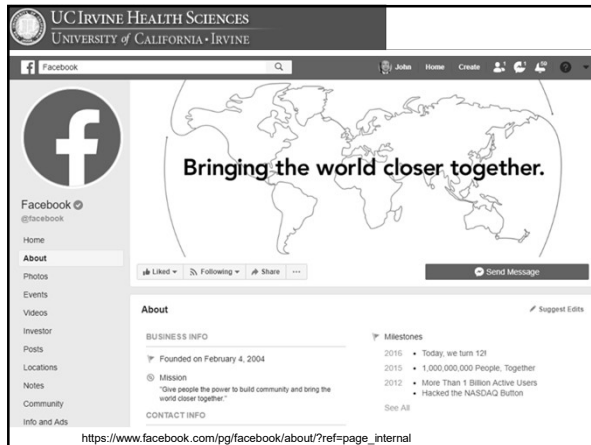 UC IRVINE HEALTH SCIENCES
UNIVERSITY of CALIFORNIA • IRVINE
f Facebook
John Home Create 1 1 50 ?
f
Bringing the world closer together.
Facebook
@facebook
Home
About
Photos
Events
Videos
Investor
Posts
Locations
Notes
Community
Info and Ads
Liked Following Share ... Send Message
About
Suggest Edits
BUSINESS INFO
Founded on February 4, 2004
Mission
"Give people the power to build community and bring the
world closer together."
CONTACT INFO
Milestones
2016 • Today, we turn 12!
2015 • 1,000,000,000 People, Together
2012 • More Than 1 Billion Active Users
• Hacked the NASDAQ Button
See All
https://www.facebook.com/pg/facebook/about/?ref=page_internal